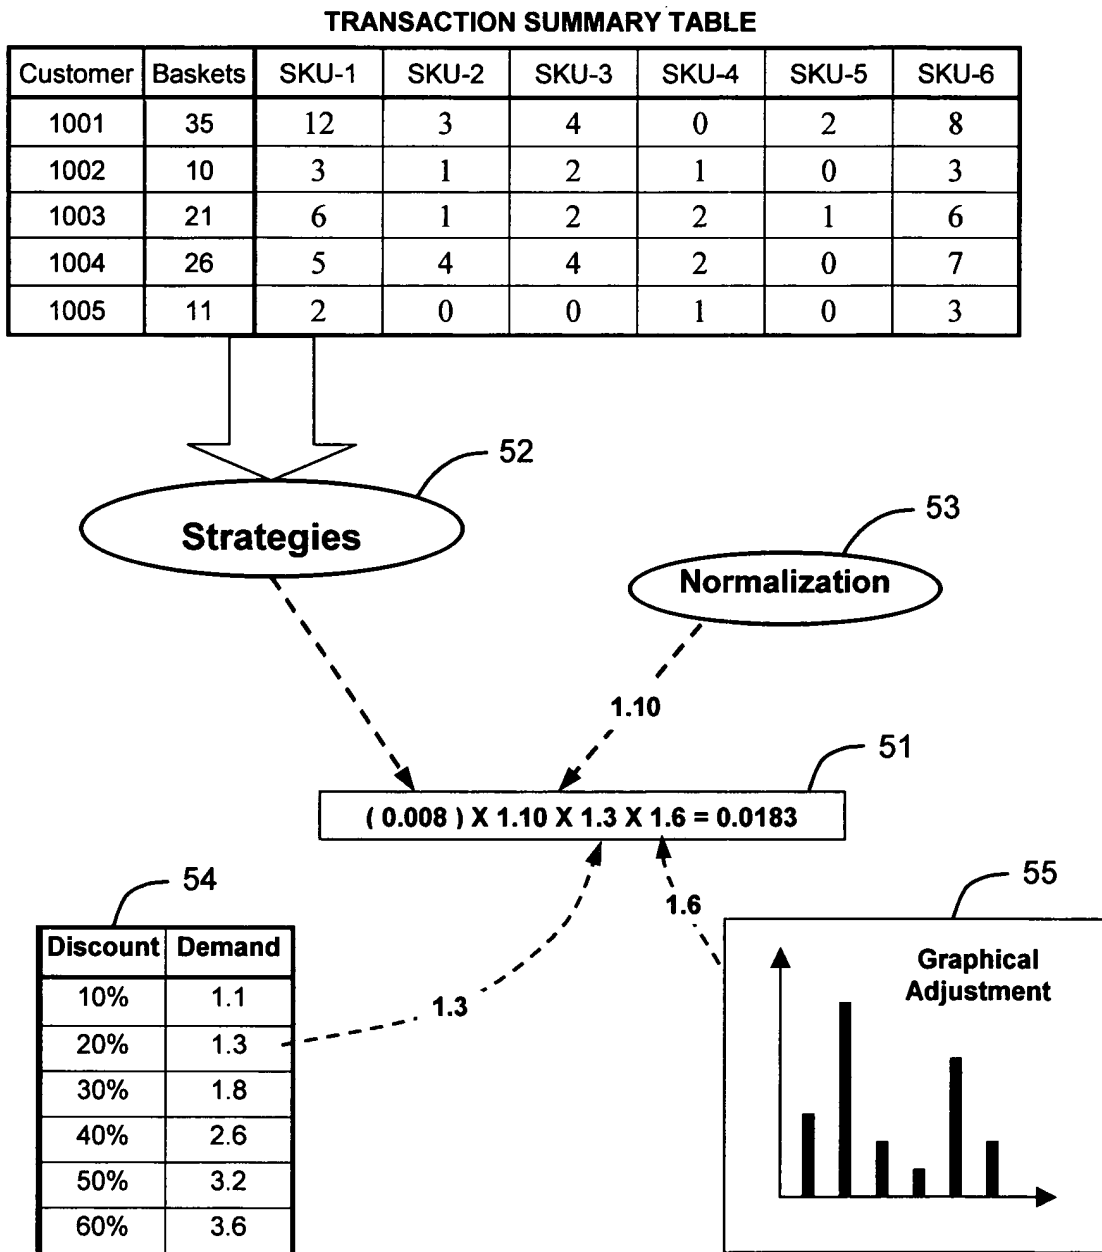 TRANSACTION SUMMARY TABLE
Customer Baskets SKU-1 SKU-2 SKU-3 SKU-4 SKU-5 SKU-6
1001 35 12 3 4 0 2 8
1002 10 3 1 2 1 0 3
1003 21 6 1 2 2 1 6
1004 26 5 4 4 2 0 7
1005 11 2 0 0 1 0 3
52
Strategies
53
Normalization
1.10
51
( 0.008 ) X 1.10 X 1.3 X 1.6 = 0.0183
54
Discount Demand
10% 1.1
20% 1.3
30% 1.8
40% 2.6
50% 3.2
60% 3.6
1.3
1.6
55
Graphical
Adjustment